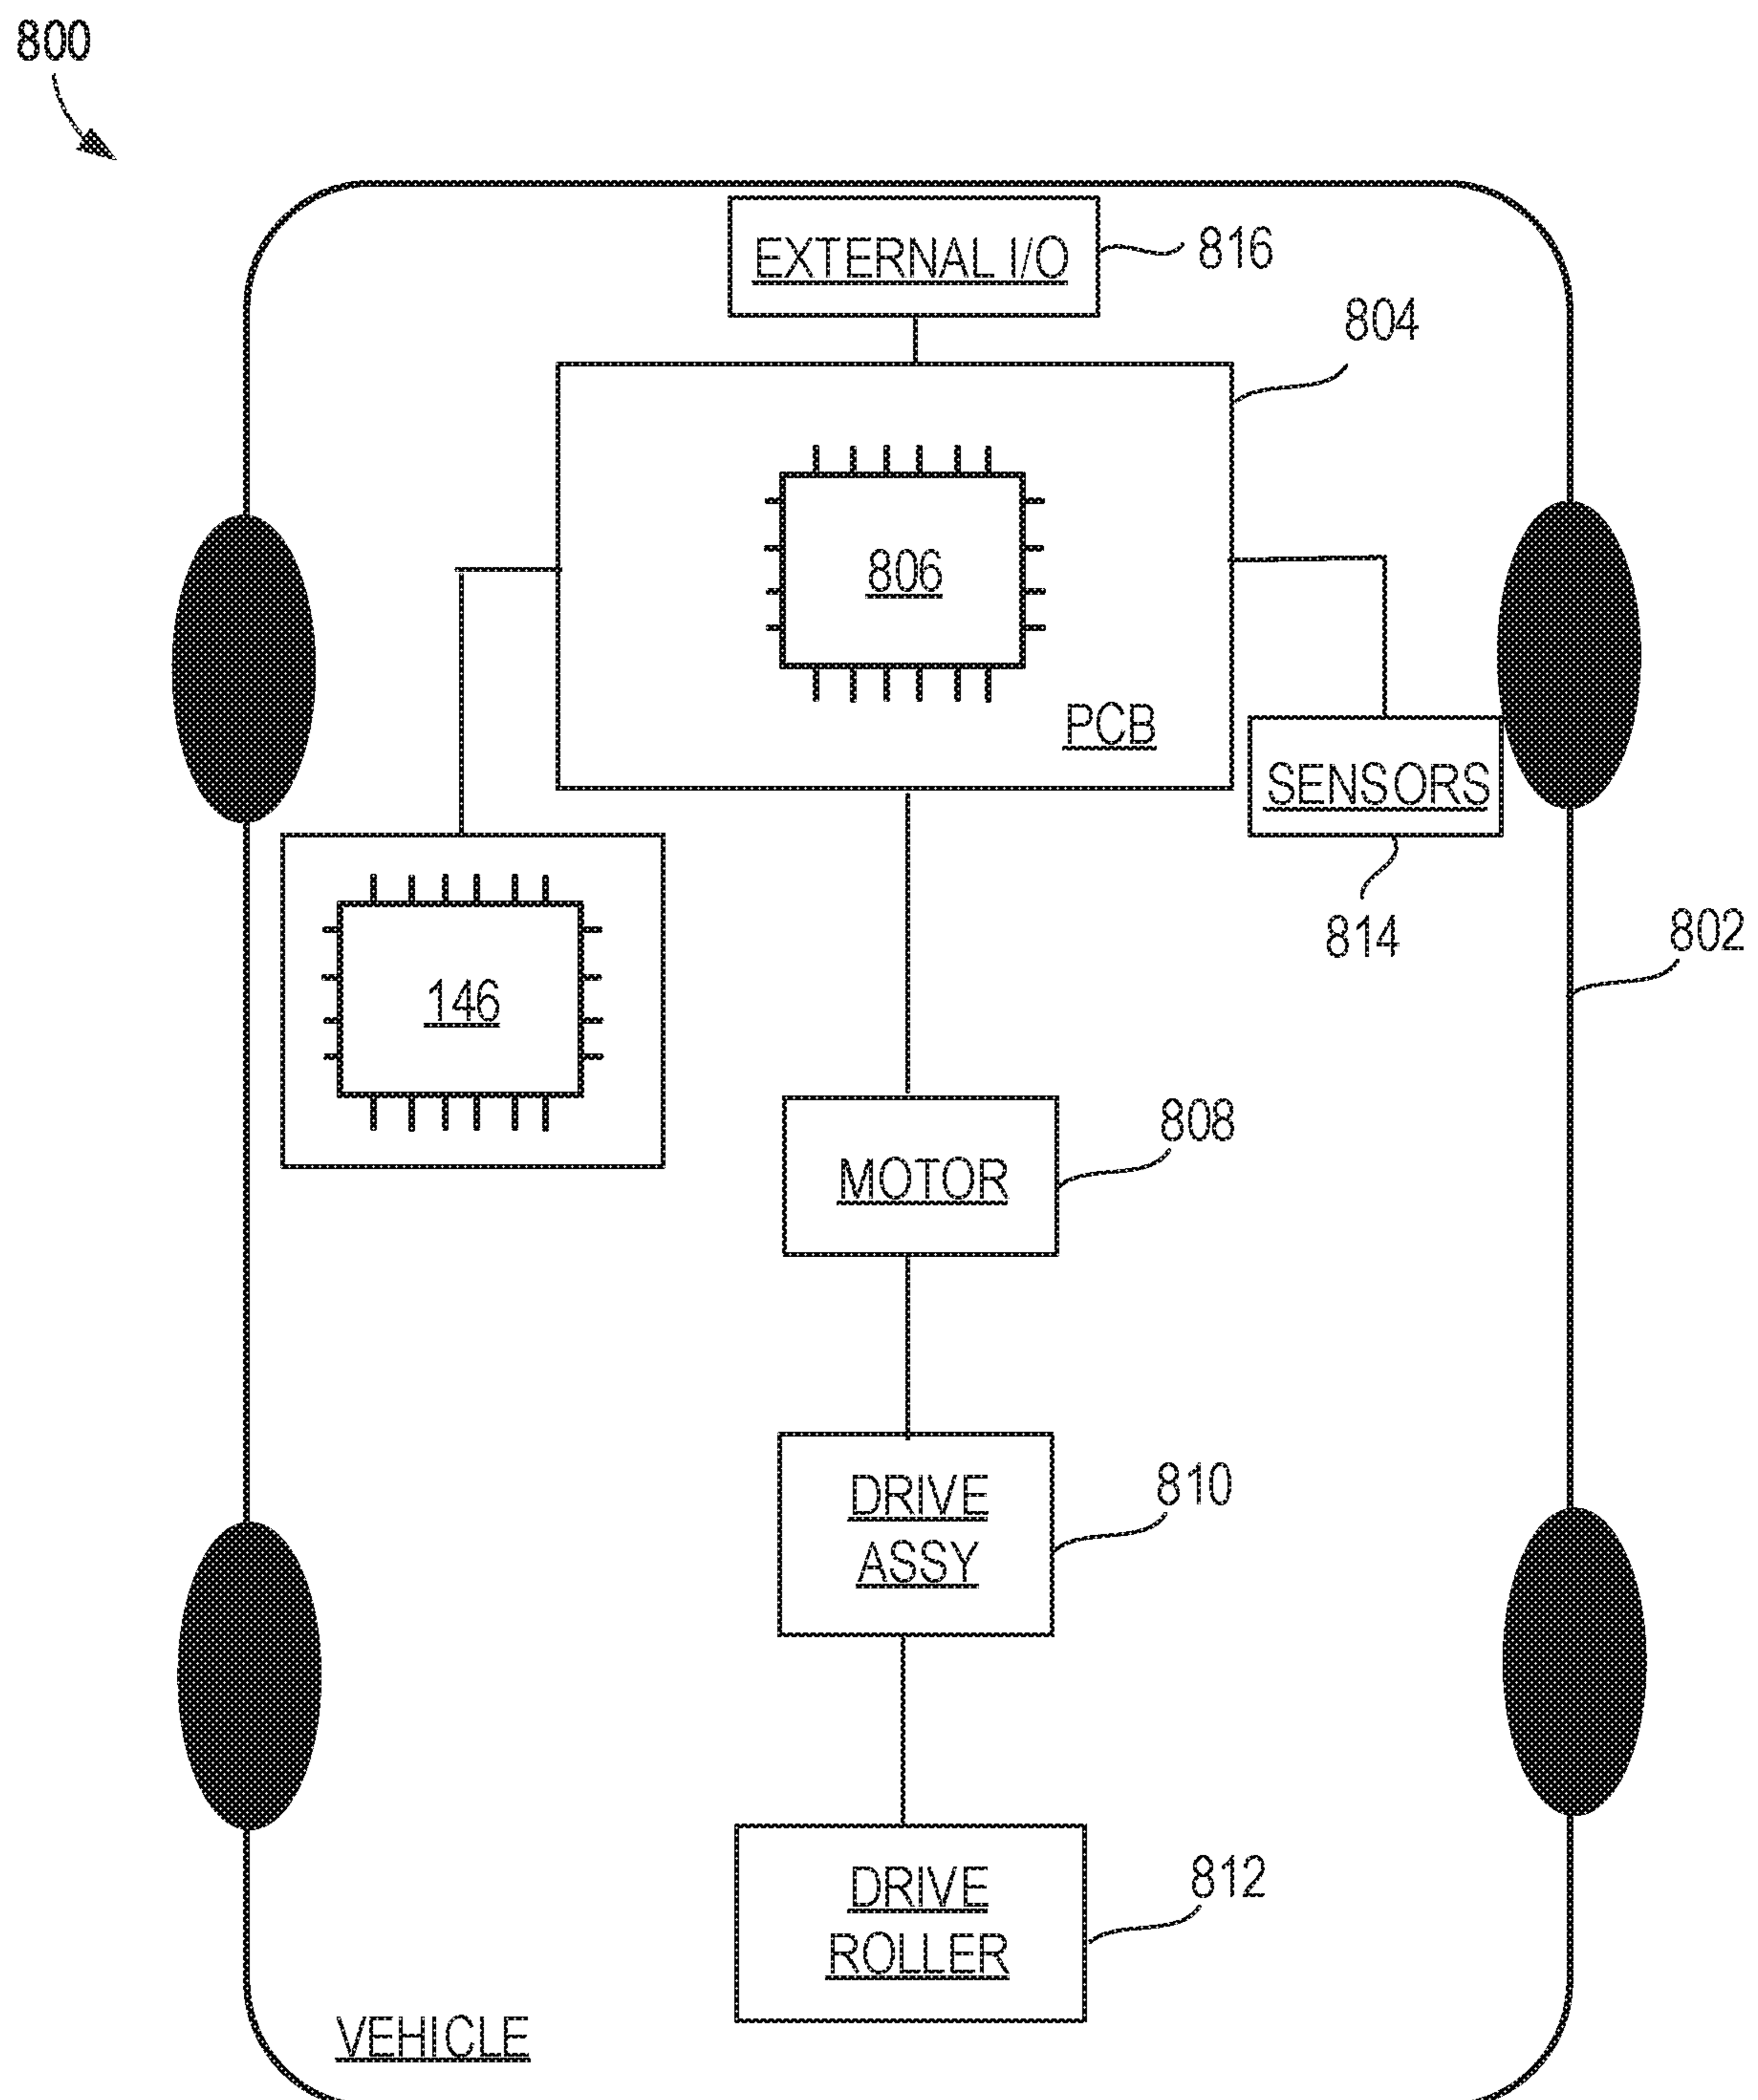 800
EXTERNAL I/O
816
804
806
PCB
SENSORS
814
802
146
808
MOTOR
810
DRIVE
ASSY
812
DRIVE
ROLLER
VEHICLE